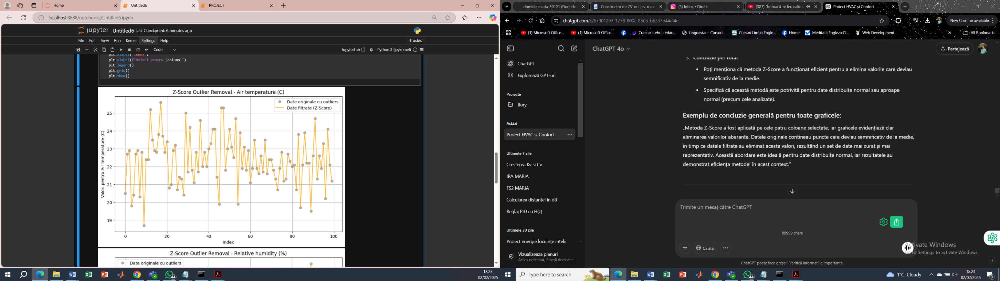 Home
Untitled6
PROJECT
localhost:8888/notebooks/Untitled6.ipynb
jupyter Untitled6 Last Checkpoint: 6 minutes ago
File Edit View Run Kernel Settings Help
Trusted
Code
JupyterLab
Python 3 (ipykernel)
plt.xlabel("Index")
plt.ylabel(f"Valori pentru {column}")
plt.legend()
plt.grid()
plt.show()
Z-Score Outlier Removal - Air temperature (C)
Date originale cu outliers
Date filtrate (Z-Score)
Valori pentru Air temperature (C)
25
24
23
22
21
20
19
0 20 40 60 80 100
Index
Z-Score Outlier Removal - Relative humidity (%)
Date originale cu outliers
44
18:23
02/02/2025
domide-maria-30121 (Domide
Constructor de CV-uri | cv-ro.co
(5) Inbox • Direct
(387) "Îmbracă-te Ierusalim
Proiect HVAC și Confort
chatgpt.com/c/67901297-1778-800c-850b-b6337b44cf4e
New Chrome available
(1) Microsoft Office...
(1) Microsoft Office...
Cum ar trebui redac...
Linguastar - Cursuri...
Cursuri Limba Engle...
Home
Meditatii Engleza-Cl...
Web Development...
All Bookmarks
ChatGPT
Explorează GPT-uri
Proiecte
flory
Astăzi
Proiect HVAC și Confort
Ultimele 7 zile
Cresterea Kv si Cv
IRA MARIA
TS2 MARIA
Calcularea distanței în dB
Reglaj PID cu H(z)
Ultimele 30 zile
Proiect energie locuințe intelig
Vizualizează planuri
Acces nelimitat, funcții dedicate...
ChatGPT 4o
Partajează
3. Concluzie per total:
Poți menționa că metoda Z-Score a funcționat eficient pentru a elimina valorile care deviau
semnificativ de la medie.
Specifică că această metodă este potrivită pentru date distribuite normal sau aproape
normal (precum cele analizate).
Exemplu de concluzie generală pentru toate graficele:
„Metoda Z-Score a fost aplicată pe cele patru coloane selectate, iar graficele evidențiază clar
eliminarea valorilor aberante. Datele originale conțineau puncte care deviau semnificativ de la medie,
în timp ce datele filtrate au eliminat aceste valori, rezultând un set de date mai curat și mai
reprezentativ. Această abordare este ideală pentru date distribuite normal, iar rezultatele au
demonstrat eficiența metodei în acest context.”
Trimite un mesaj către ChatGPT
99999 chars
Caută
Activate Windows
Go to Settings to activate Windows.
ChatGPT poate face greșeli. Verifică informațiile importante.
Type here to search
44
1°C Cloudy
18:23
02/02/2025
3